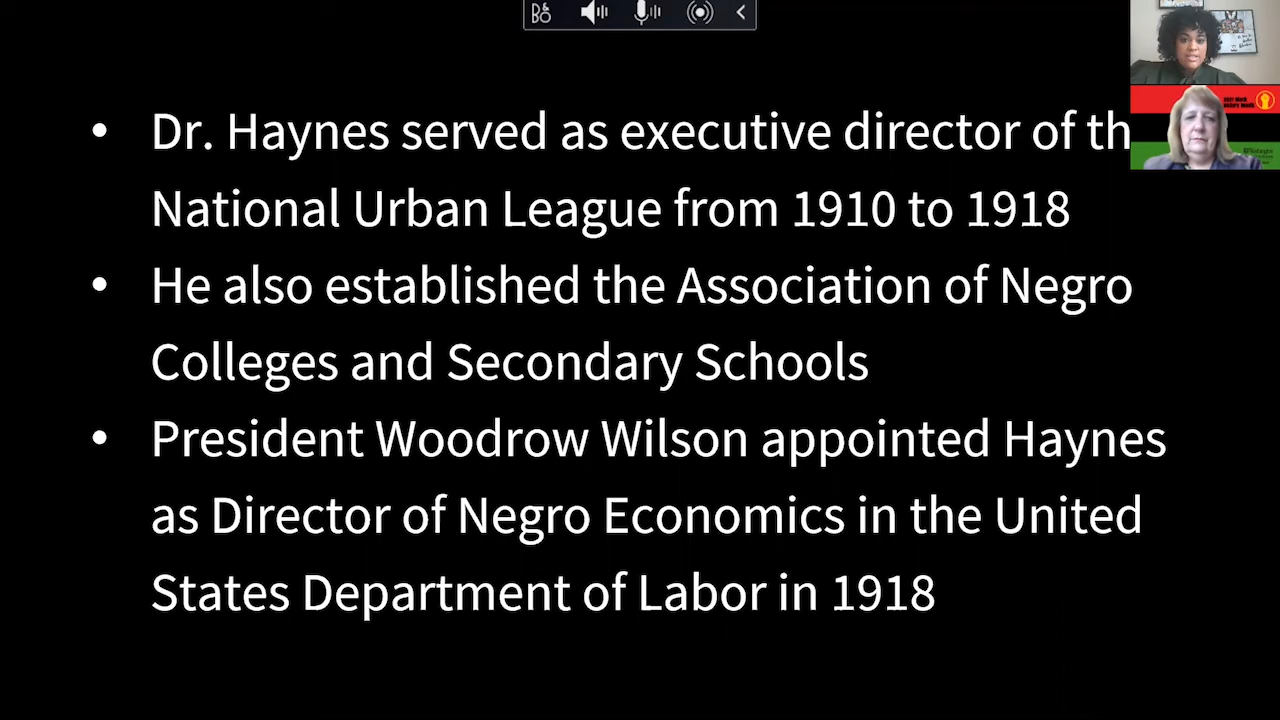 B&O
• Dr. Haynes served as executive director of th
National Urban League from 1910 to 1918
• He also established the Association of Negro
Colleges and Secondary Schools
• President Woodrow Wilson appointed Haynes
as Director of Negro Economics in the United
States Department of Labor in 1918